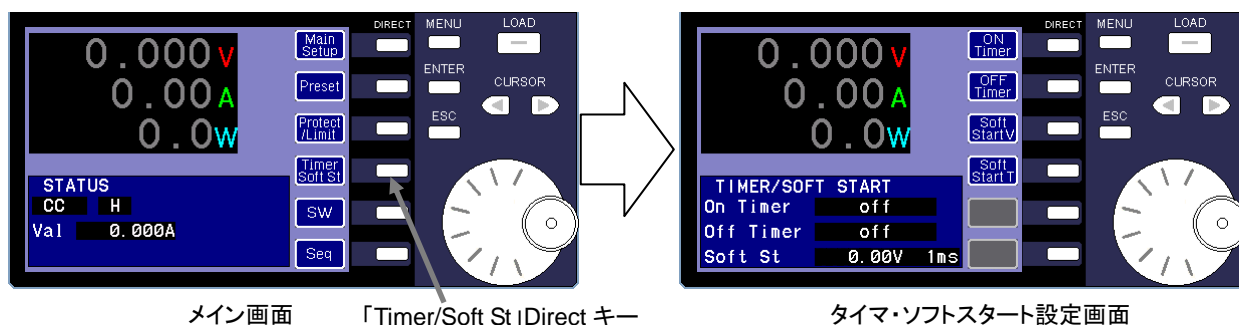 DIRECT
MENU
LOAD
0.000V
0.00A
0.0W
Main
Setup
Preset
Protect
/Limit
Timer
Soft St
SW
Seq
ENTER
ESC
CURSOR
STATUS
CC H
Val 0.000A
メイン画面
「Timer/Soft St」Direct キー
DIRECT
MENU
LOAD
0.000V
0.00A
0.0W
ON
Timer
OFF
Timer
Soft
StartV
Soft
Start T
ENTER
ESC
CURSOR
TIMER/SOFT START
On Timer off
Off Timer off
Soft St 0.00V 1ms
タイマ・ソフトスタート設定画面